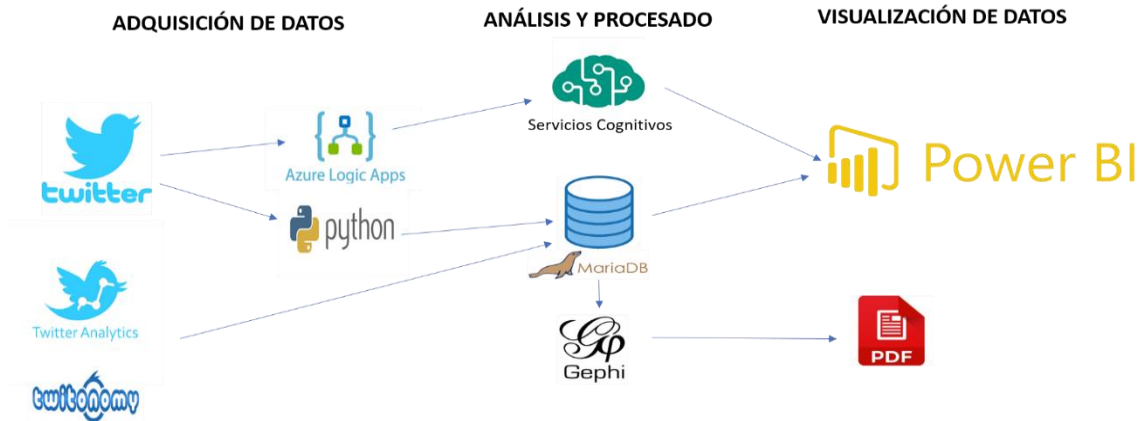 ADQUISICIÓN DE DATOS
ANÁLISIS Y PROCESADO
VISUALIZACIÓN DE DATOS
twitter
Azure Logic Apps
python
Twitter Analytics
twitonomy
Servicios Cognitivos
MariaDB
Gφ
Gephi
Power BI
PDF